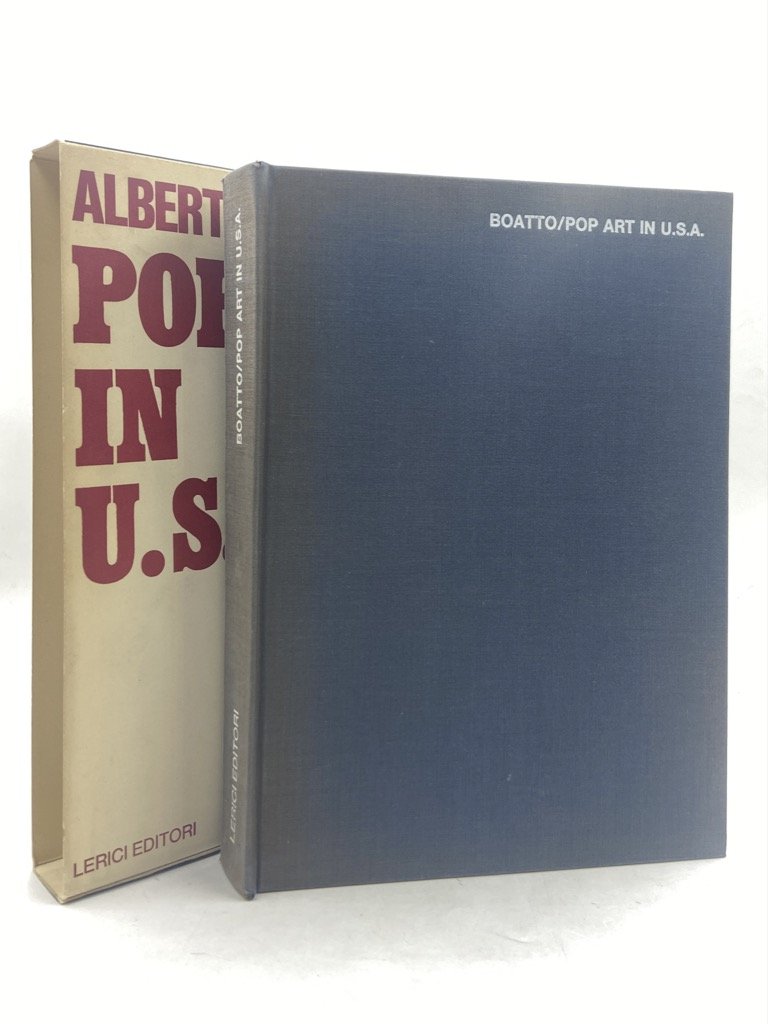 ALBERT
POP
IN
U.S.
LERICI EDITORI
BOATTO/POP ART IN U.S.A.
LERICI EDITORI
BOATTO/POP ART IN U.S.A.